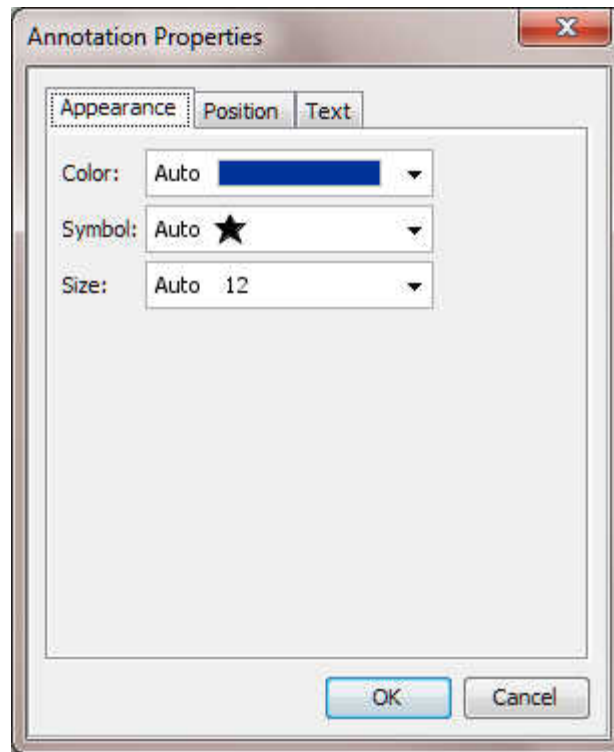 Annotation Properties
Appearance Position Text
Color: Auto
Symbol: Auto
Size: Auto 12
OK Cancel